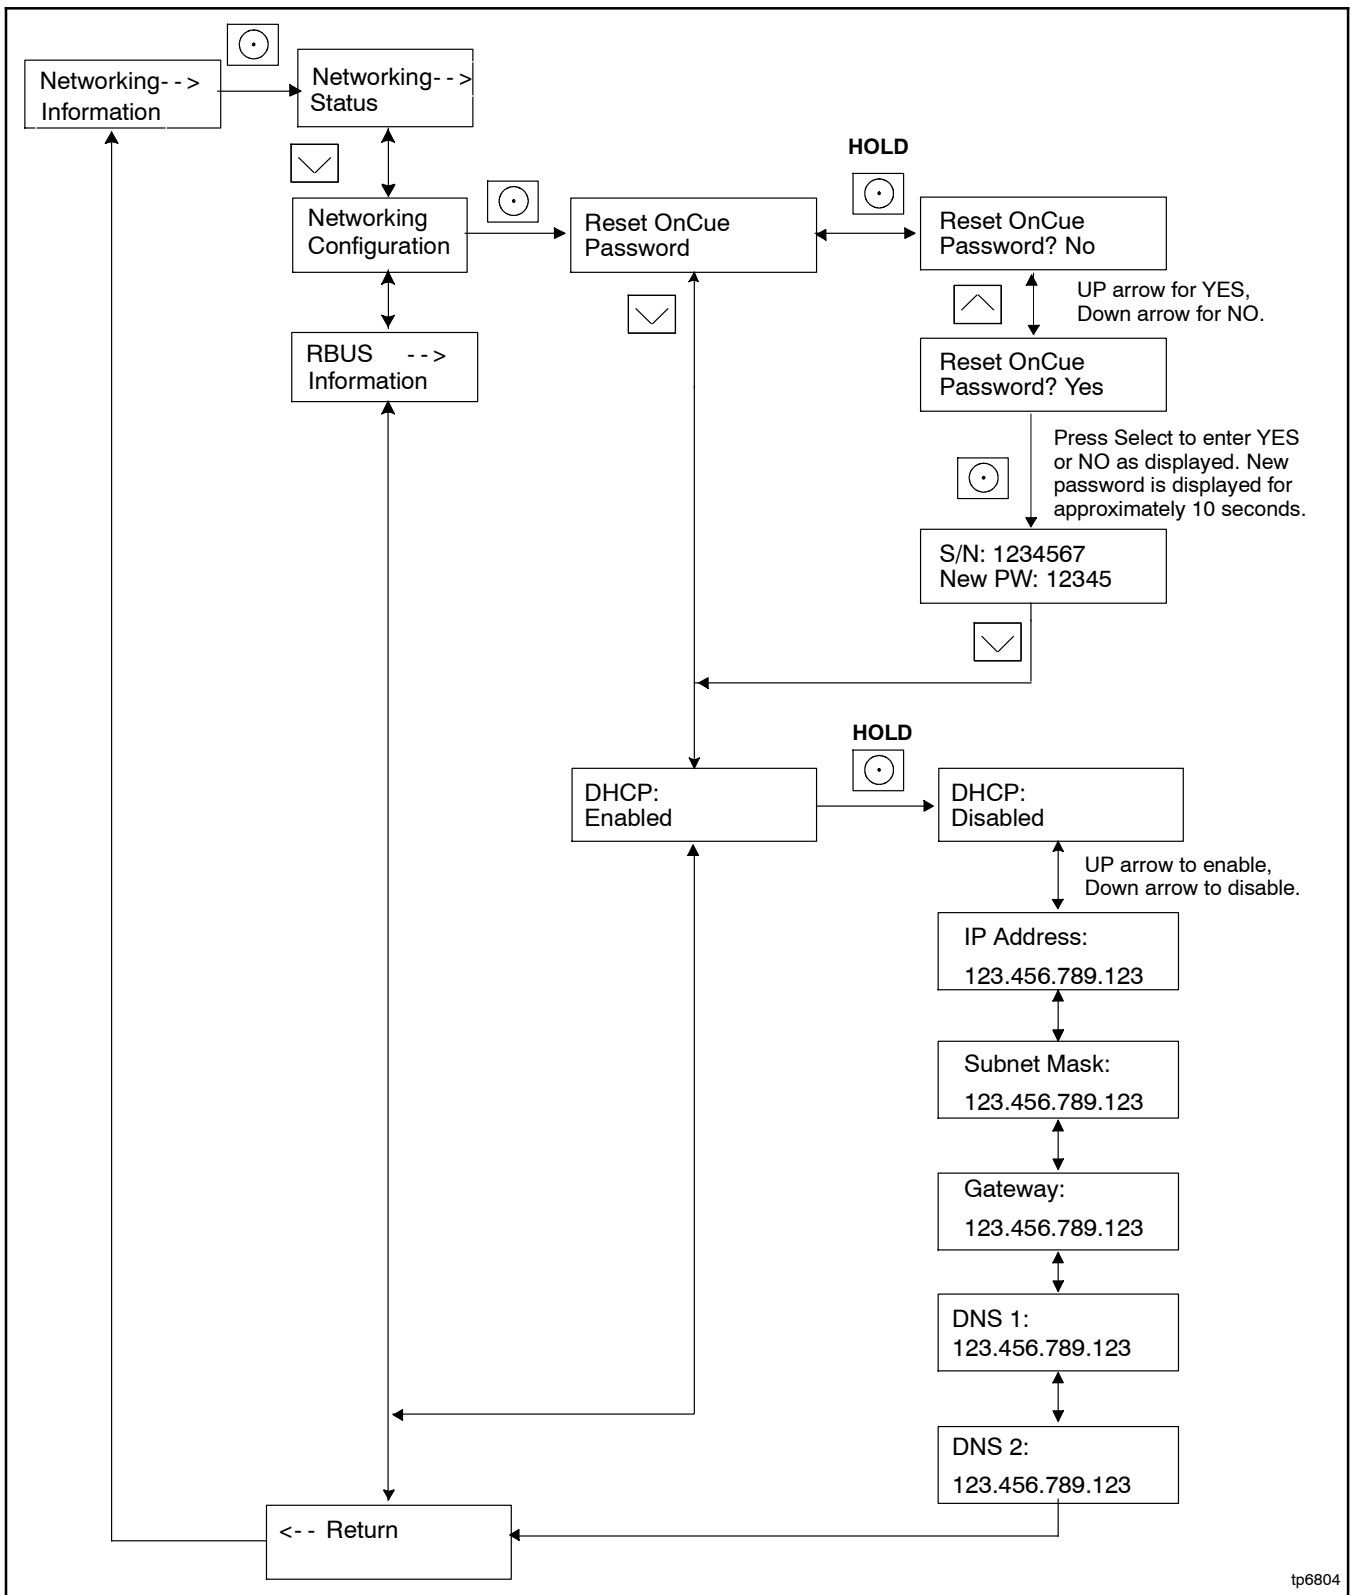 Networking-->
Information
Networking-->
Status
HOLD
Networking
Configuration
Reset OnCue
Password
Reset OnCue
Password? No
UP arrow for YES,
Down arrow for NO.
RBUS -->
Information
Reset OnCue
Password? Yes
Press Select to enter YES
or NO as displayed. New
password is displayed for
approximately 10 seconds.
S/N: 1234567
New PW: 12345
HOLD
DHCP:
Enabled
DHCP:
Disabled
UP arrow to enable,
Down arrow to disable.
IP Address:
123.456.789.123
Subnet Mask:
123.456.789.123
Gateway:
123.456.789.123
DNS 1:
123.456.789.123
DNS 2:
123.456.789.123
<-- Return
tp6804